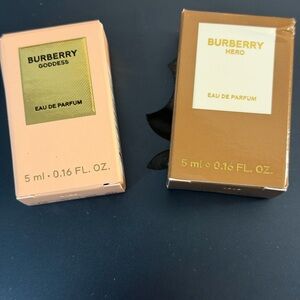 BURBERRY
GODDESS
EAU DE PARFUM
5 ml • 0.16 FL. OZ.
BURBERRY
HERO
EAU DE PARFUM
5 ml • 0.16 FL. OZ.